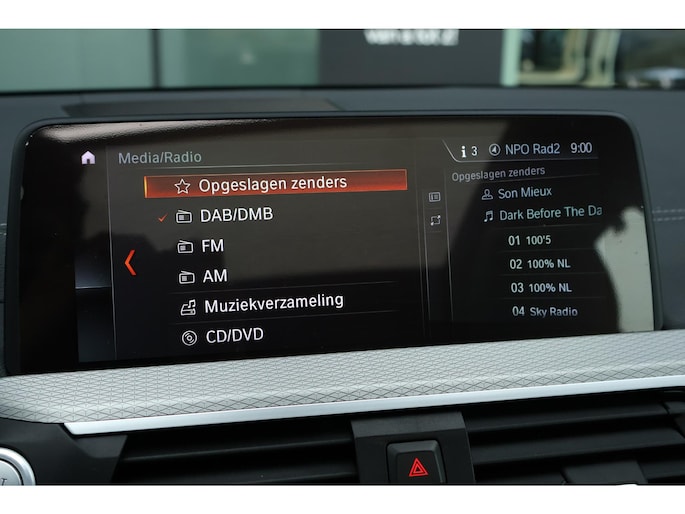 Media/Radio
Opgeslagen zenders
DAB/DMB
FM
AM
Muziekverzameling
CD/DVD
i 3 NPO Rad2 9:00
Opgeslagen zenders
Son Mieux
Dark Before The Da
01 100'5
02 100% NL
03 100% NL
04 Sky Radio